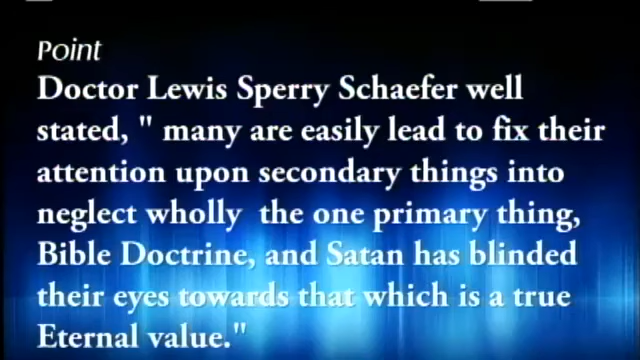 Point
Doctor Lewis Sperry Schaefer well
stated, " many are easily lead to fix their
attention upon secondary things into
neglect wholly  the one primary thing,
Bible Doctrine, and Satan has blinded
their eyes towards that which is a true
Eternal value."